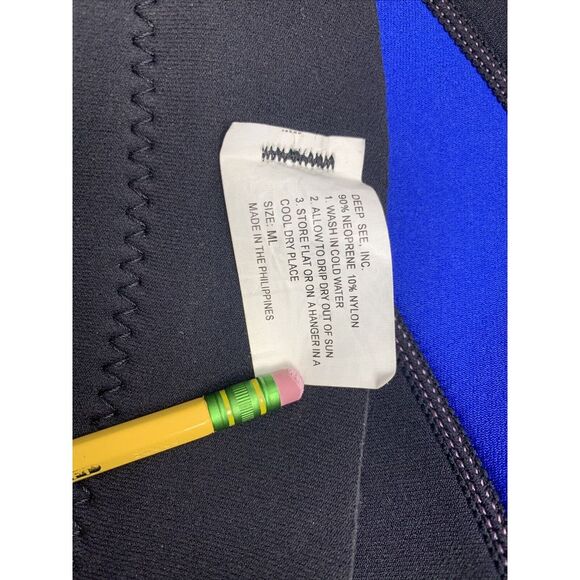 DEEP SEE, INC.
90% NEOPRENE 10% NYLON
1. WASH IN COLD WATER
2. ALLOW TO DRIP DRY OUT OF SUN
3. STORE FLAT OR ON A HANGER IN A
COOL DRY PLACE
SIZE: ML
MADE IN THE PHILIPPINES